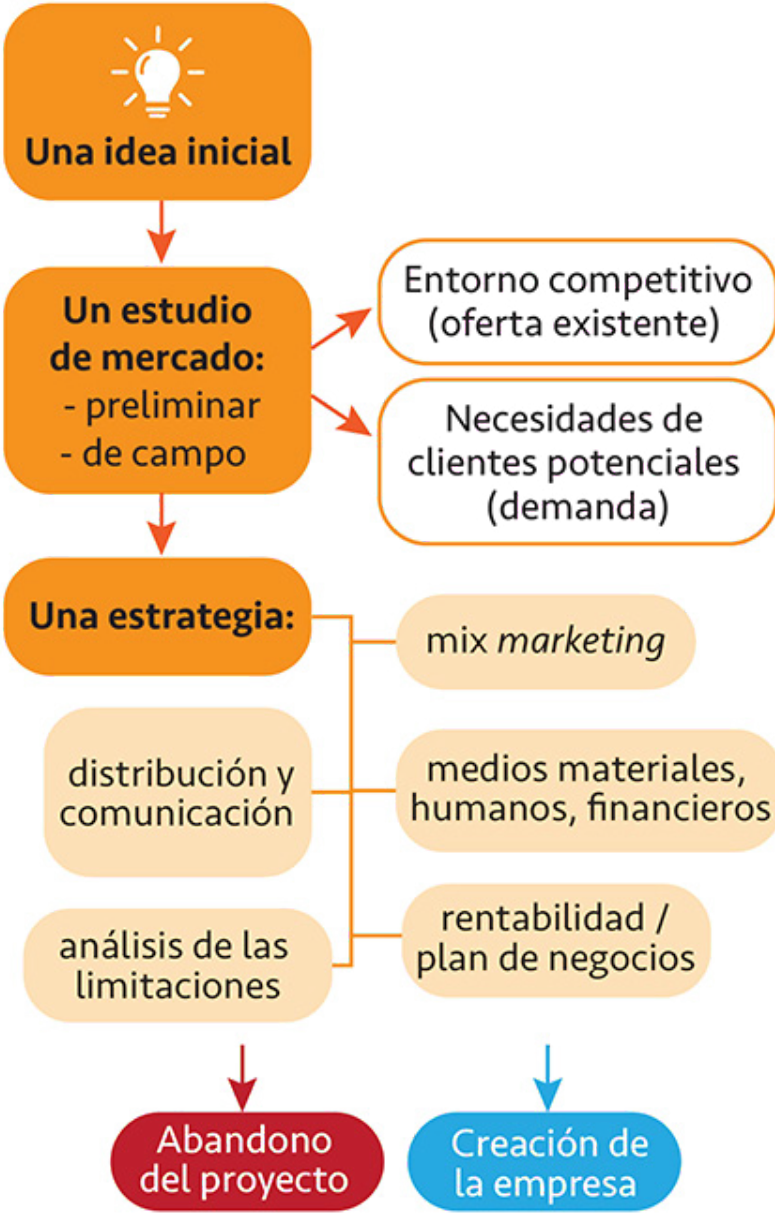 Una idea inicial
Un estudio
de mercado:
- preliminar
- de campo
Entorno competitivo
(oferta existente)
Necesidades de
clientes potenciales
(demanda)
Una estrategia:
mix marketing
distribución y
comunicación
medios materiales,
humanos, financieros
análisis de las
limitaciones
rentabilidad /
plan de negocios
Abandono
del proyecto
Creación de
la empresa